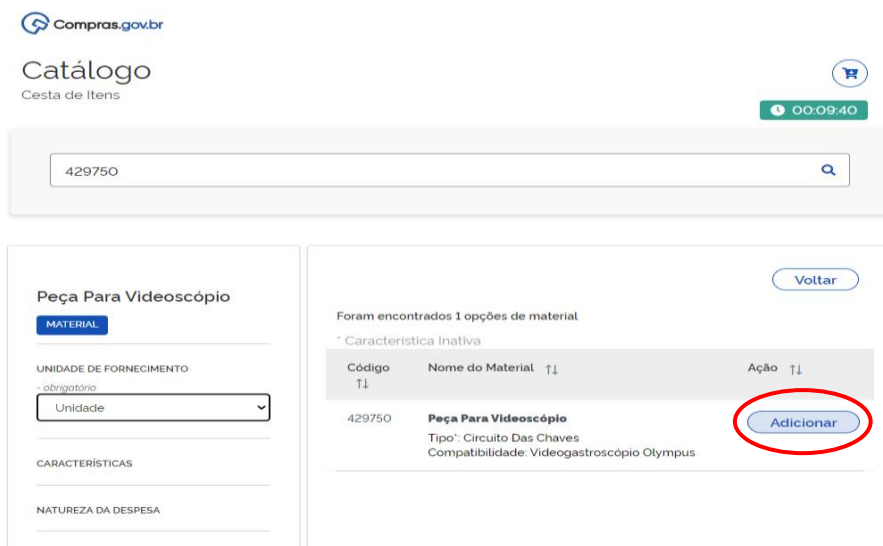 Compras.gov.br
Catálogo
Cesta de Itens
00:09:40
429750
Peça Para Videoscópio
MATERIAL
UNIDADE DE FORNECIMENTO
- obrigatório
Unidade
CARACTERÍSTICAS
NATUREZA DA DESPESA
Voltar
Foram encontrados 1 opções de material
* Característica Inativa
Código Nome do Material Ação
429750 Peça Para Videoscópio Adicionar
Tipo*: Circuito Das Chaves
Compatibilidade: Videogastroscópio Olympus